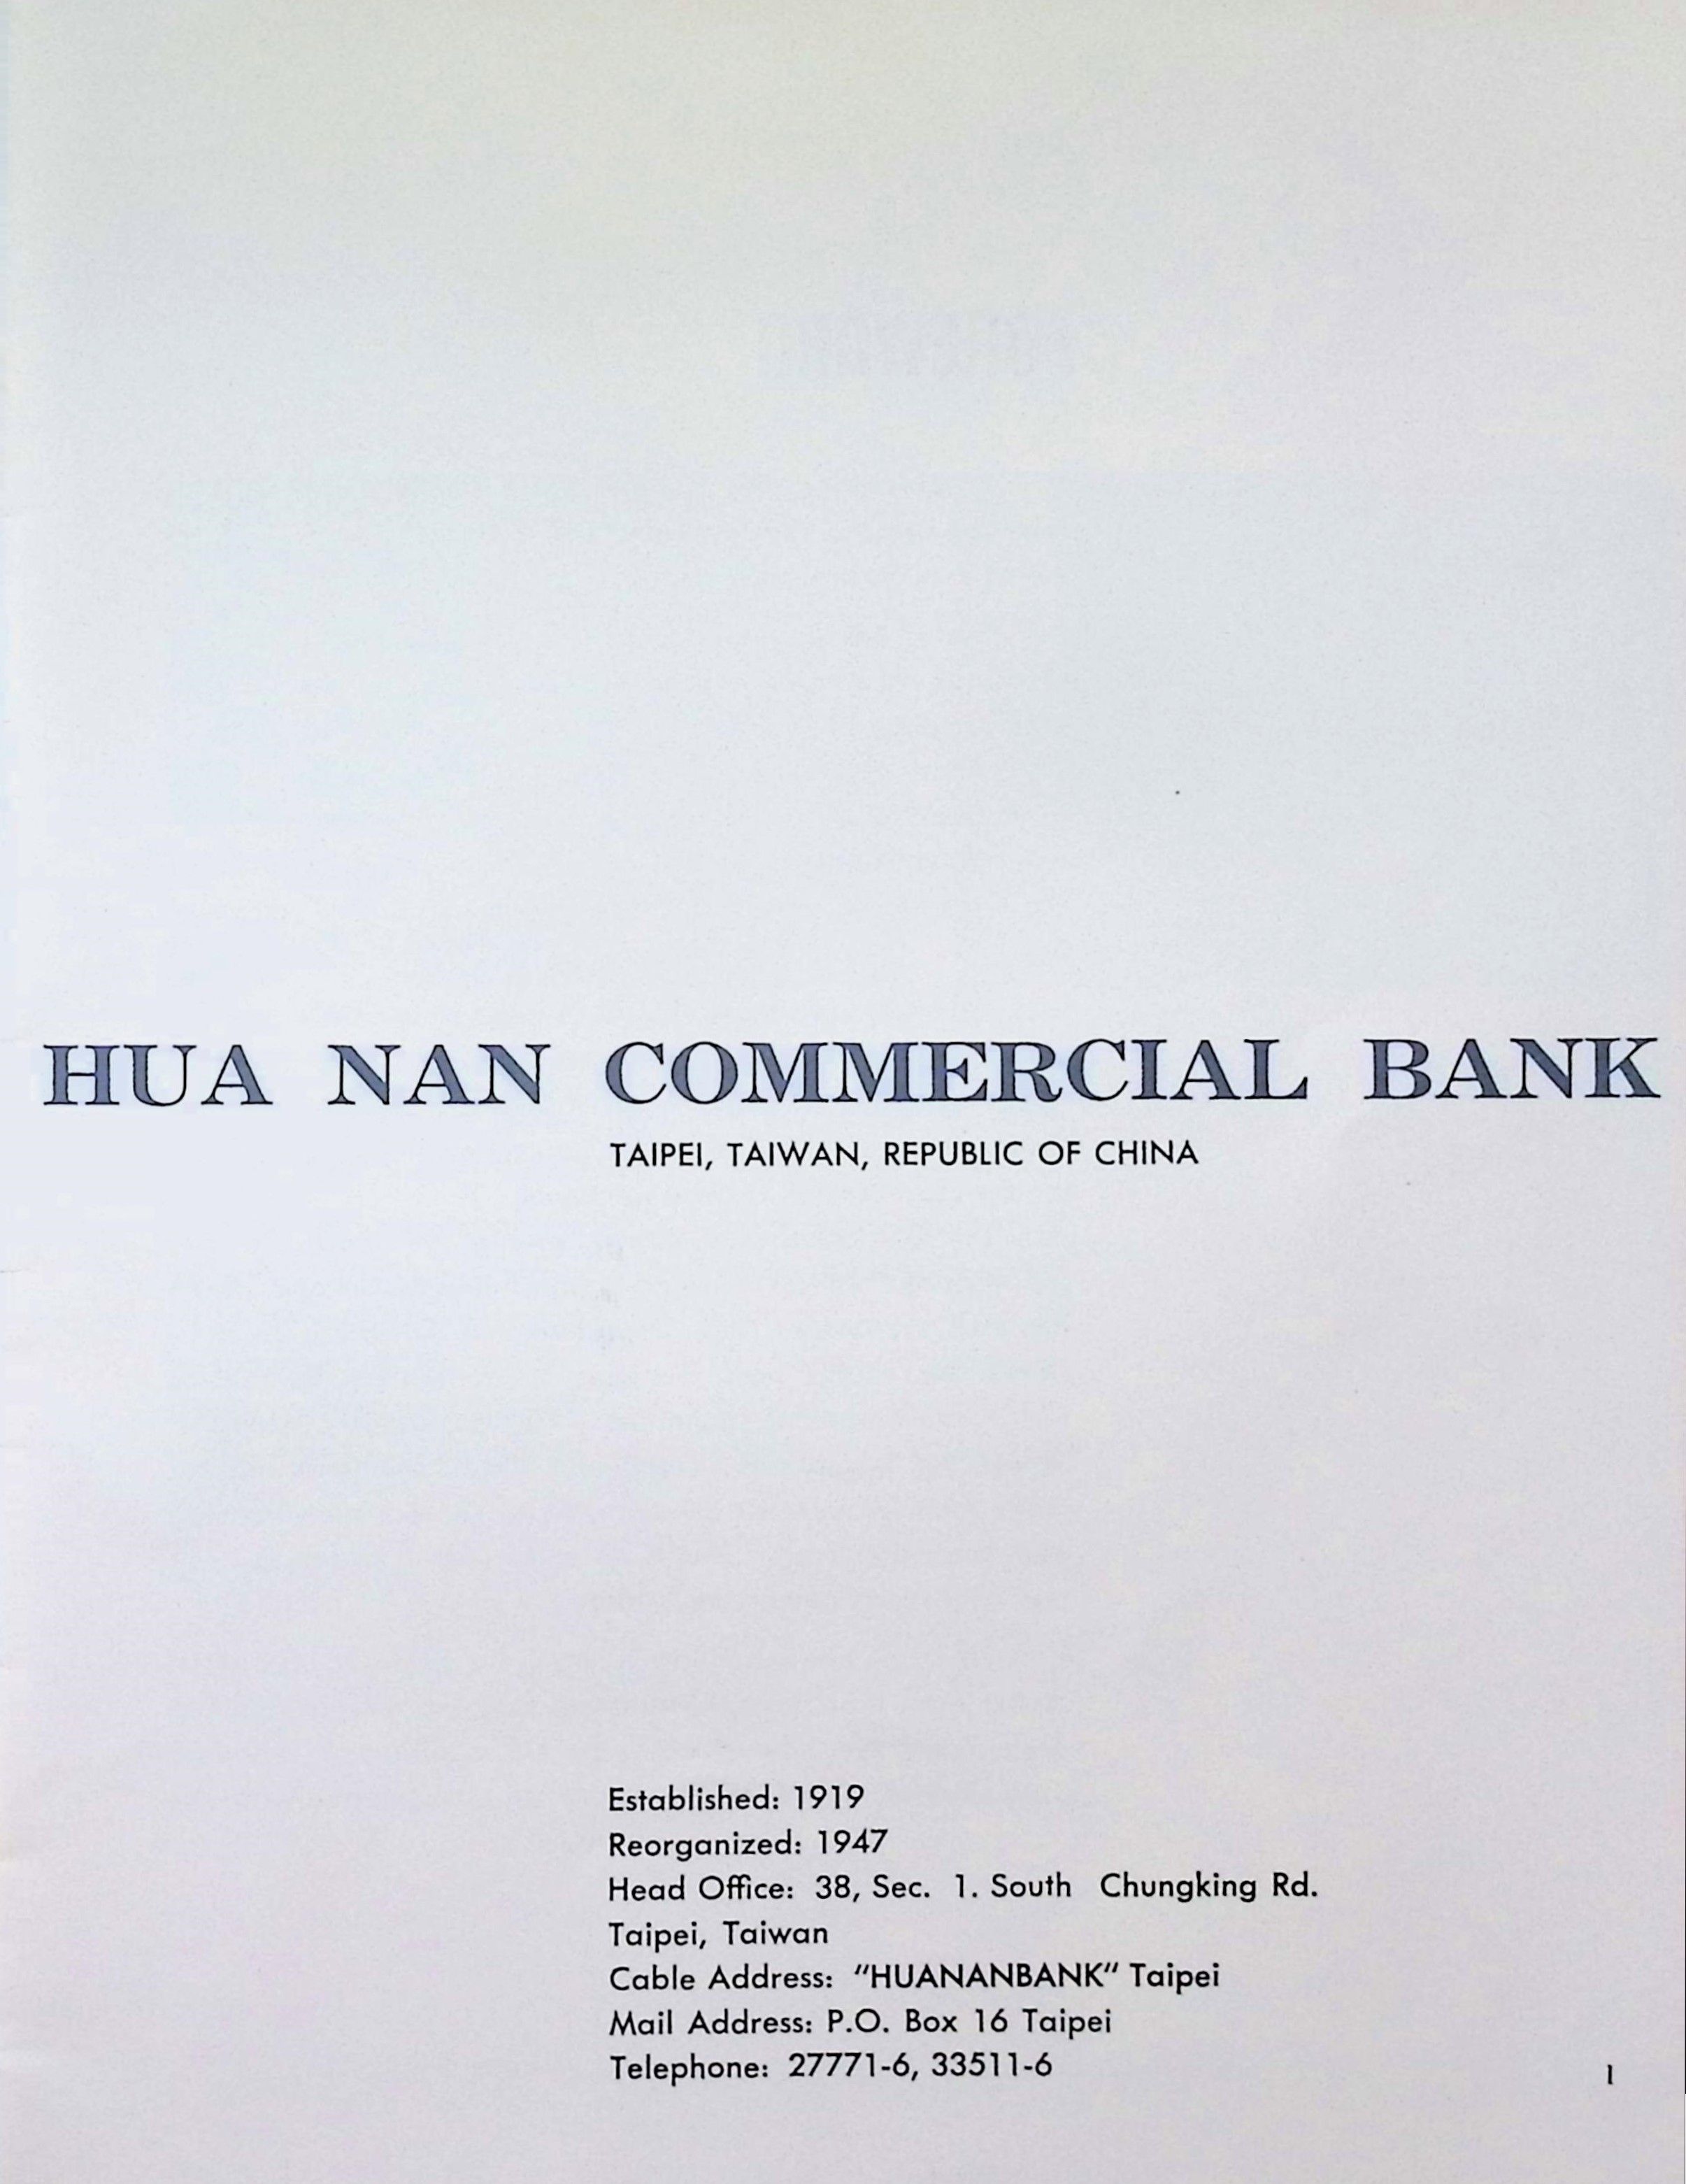 HUA NAN COMMERCIAL BANK
TAIPEI, TAIWAN, REPUBLIC OF CHINA
Established: 1919
Reorganized: 1947
Head Office: 38, Sec. 1. South Chungking Rd.
Taipei, Taiwan
Cable Address: "HUANANBANK" Taipei
Mail Address: P.O. Box 16 Taipei
Telephone: 27771-6, 33511-6
1